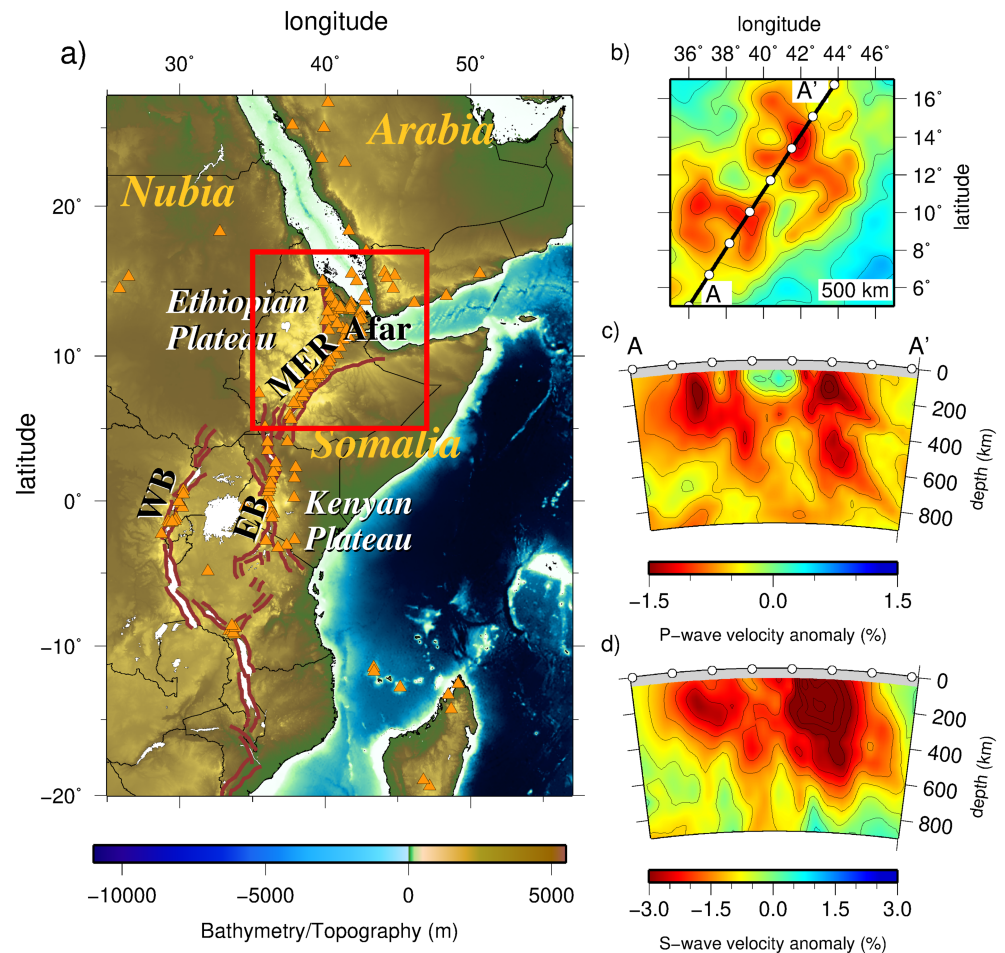 longitude
a)
30° 40° 50°
Arabia
Nubia
20°
Ethiopian
Plateau
Afar
MER
10°
latitude
Somalia
WB
EB
Kenyan
Plateau
0°
−10°
−20°
−10000 −5000 0 5000
Bathymetry/Topography (m)
longitude
b)
36° 38° 40° 42° 44° 46°
A'
16°
14°
12°
10°
8°
6°
latitude
A
500 km
c)
A A'
0
200
400
600
800
depth (km)
−1.5 0.0 1.5
P−wave velocity anomaly (%)
d)
0
200
400
600
800
depth (km)
−3.0 −1.5 0.0 1.5 3.0
S−wave velocity anomaly (%)